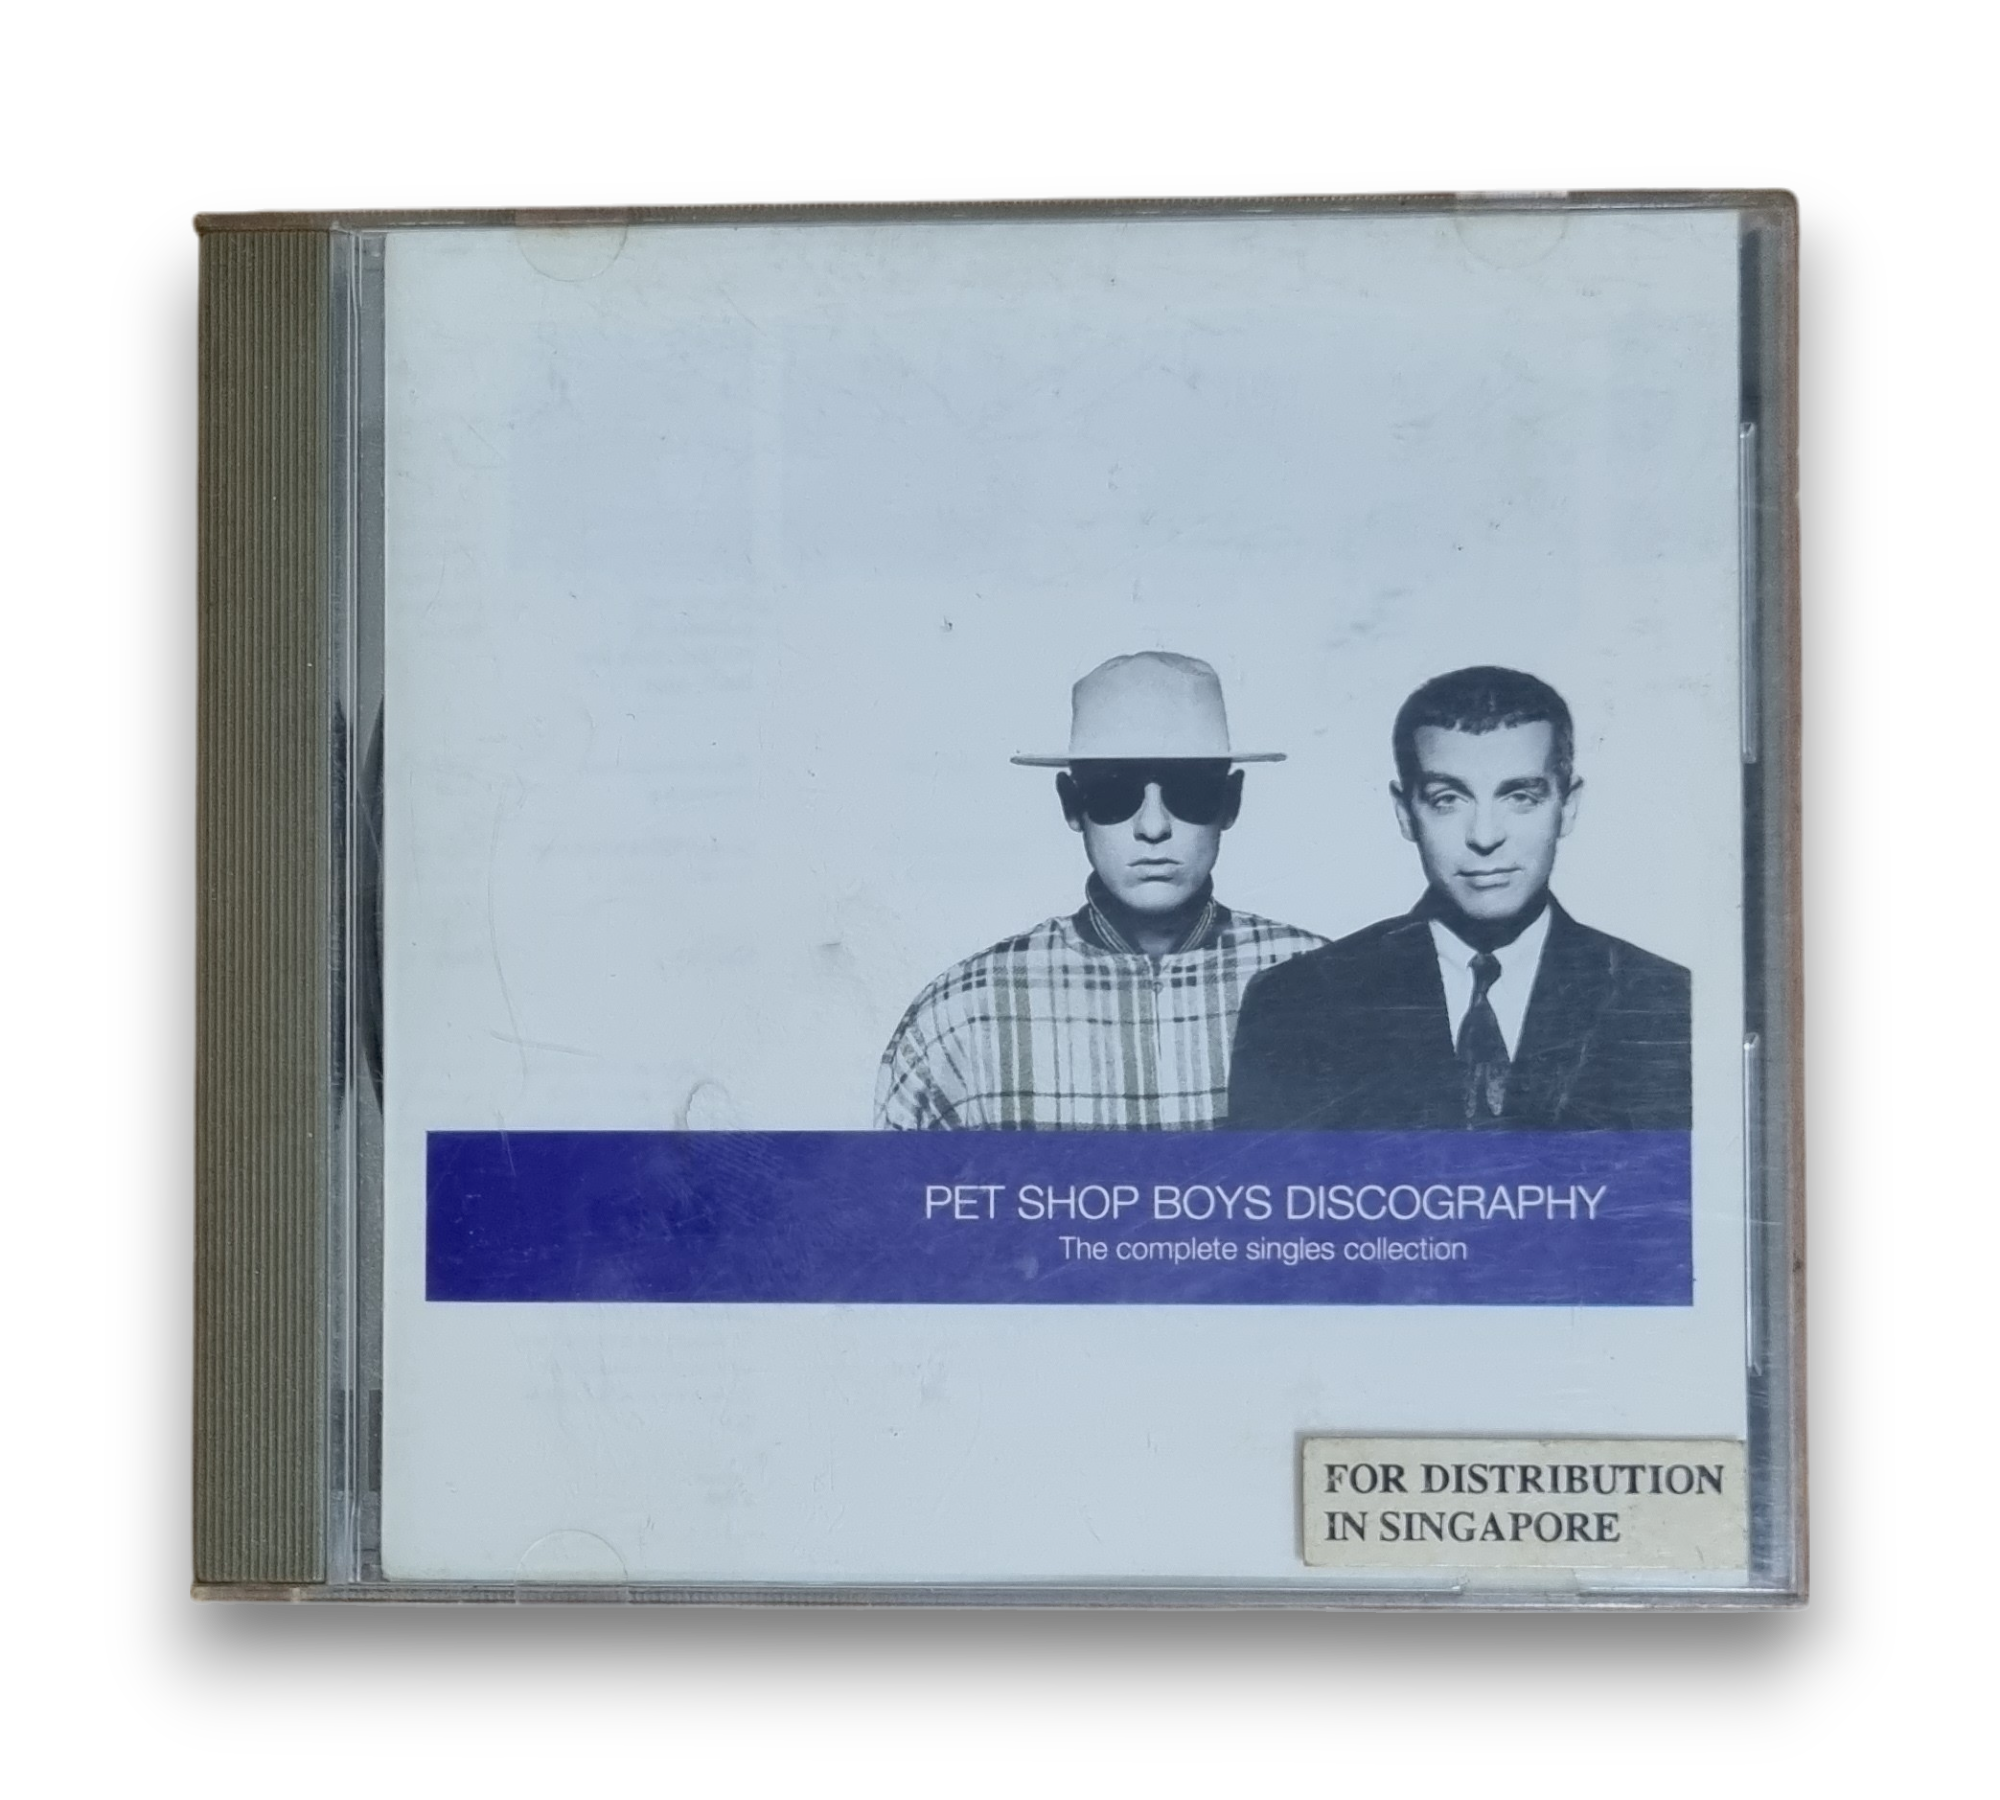 PET SHOP BOYS DISCOGRAPHY
The complete singles collection
FOR DISTRIBUTION
IN SINGAPORE